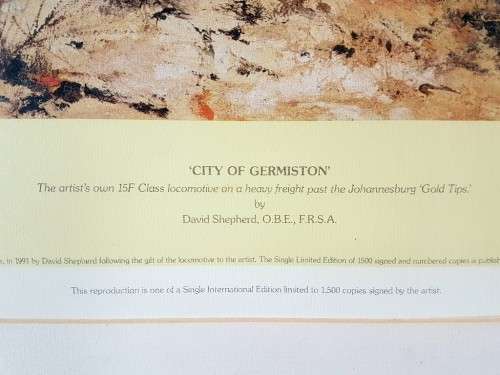 'CITY OF GERMISTON'
The artist's own 15F Class locomotive on a heavy freight past the Johannesburg 'Gold Tips.'
by
David Shepherd, O.B.E., F.R.S.A.
in 1991 by David Shepherd following the gift of the locomotive to the artist. The Single Limited Edition of 1500 signed and numbered copies is
This reproduction is one of a Single International Edition limited to 1,500 copies signed by the artist.